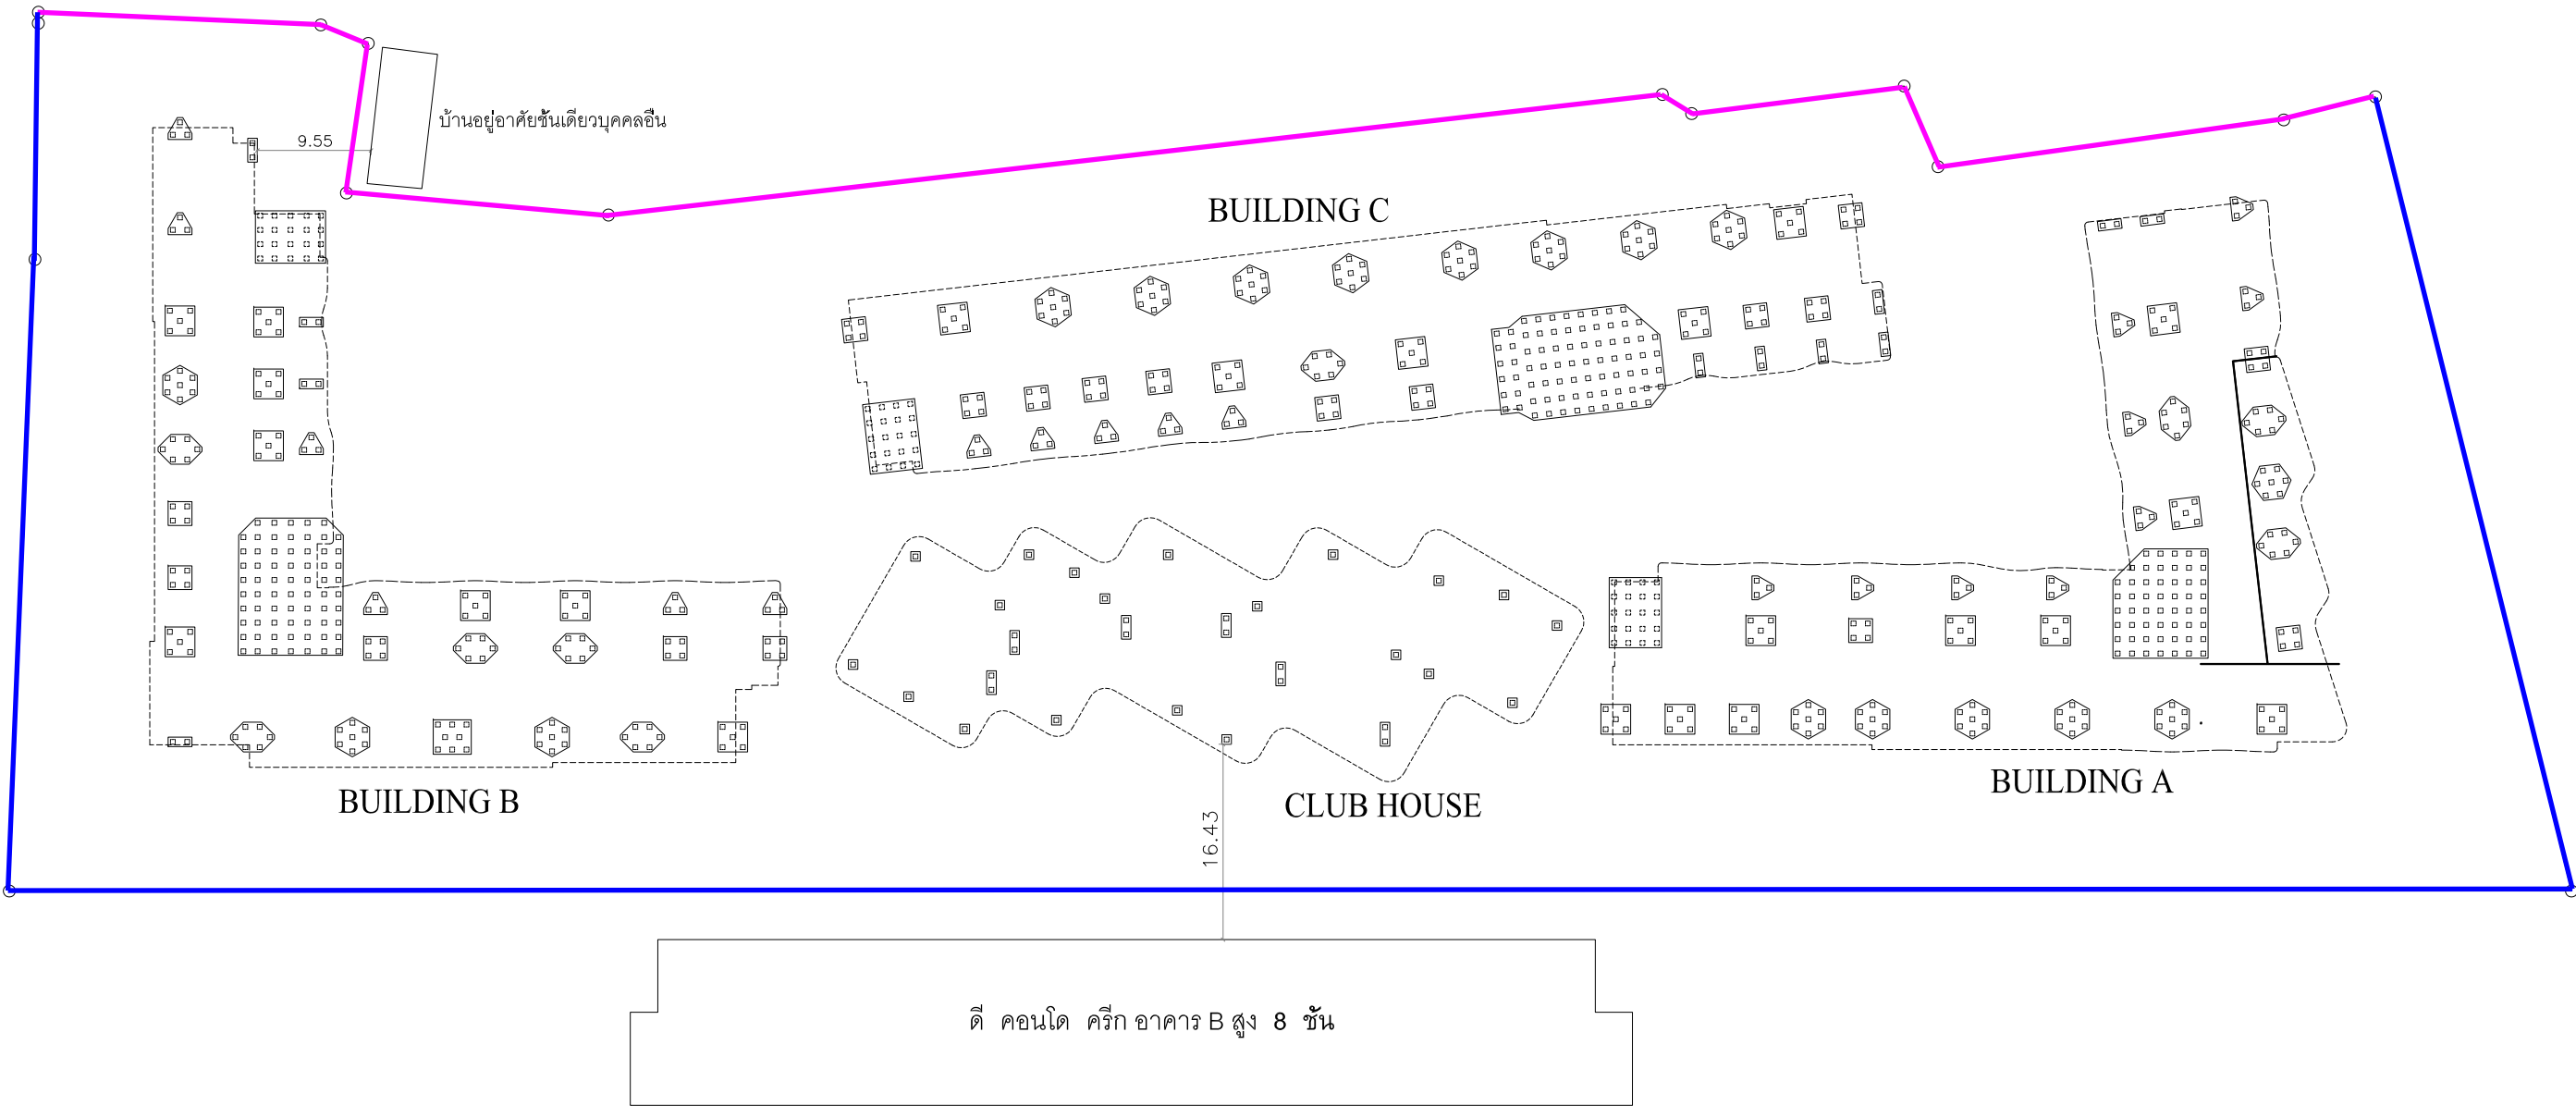 บ้านอยู่อาศัยชั้นเดียวบุคคลอื่น
9.55
BUILDING C
BUILDING B
CLUB HOUSE
BUILDING A
16.43
ดี คอนโด ครีก อาคาร B สูง 8 ชั้น